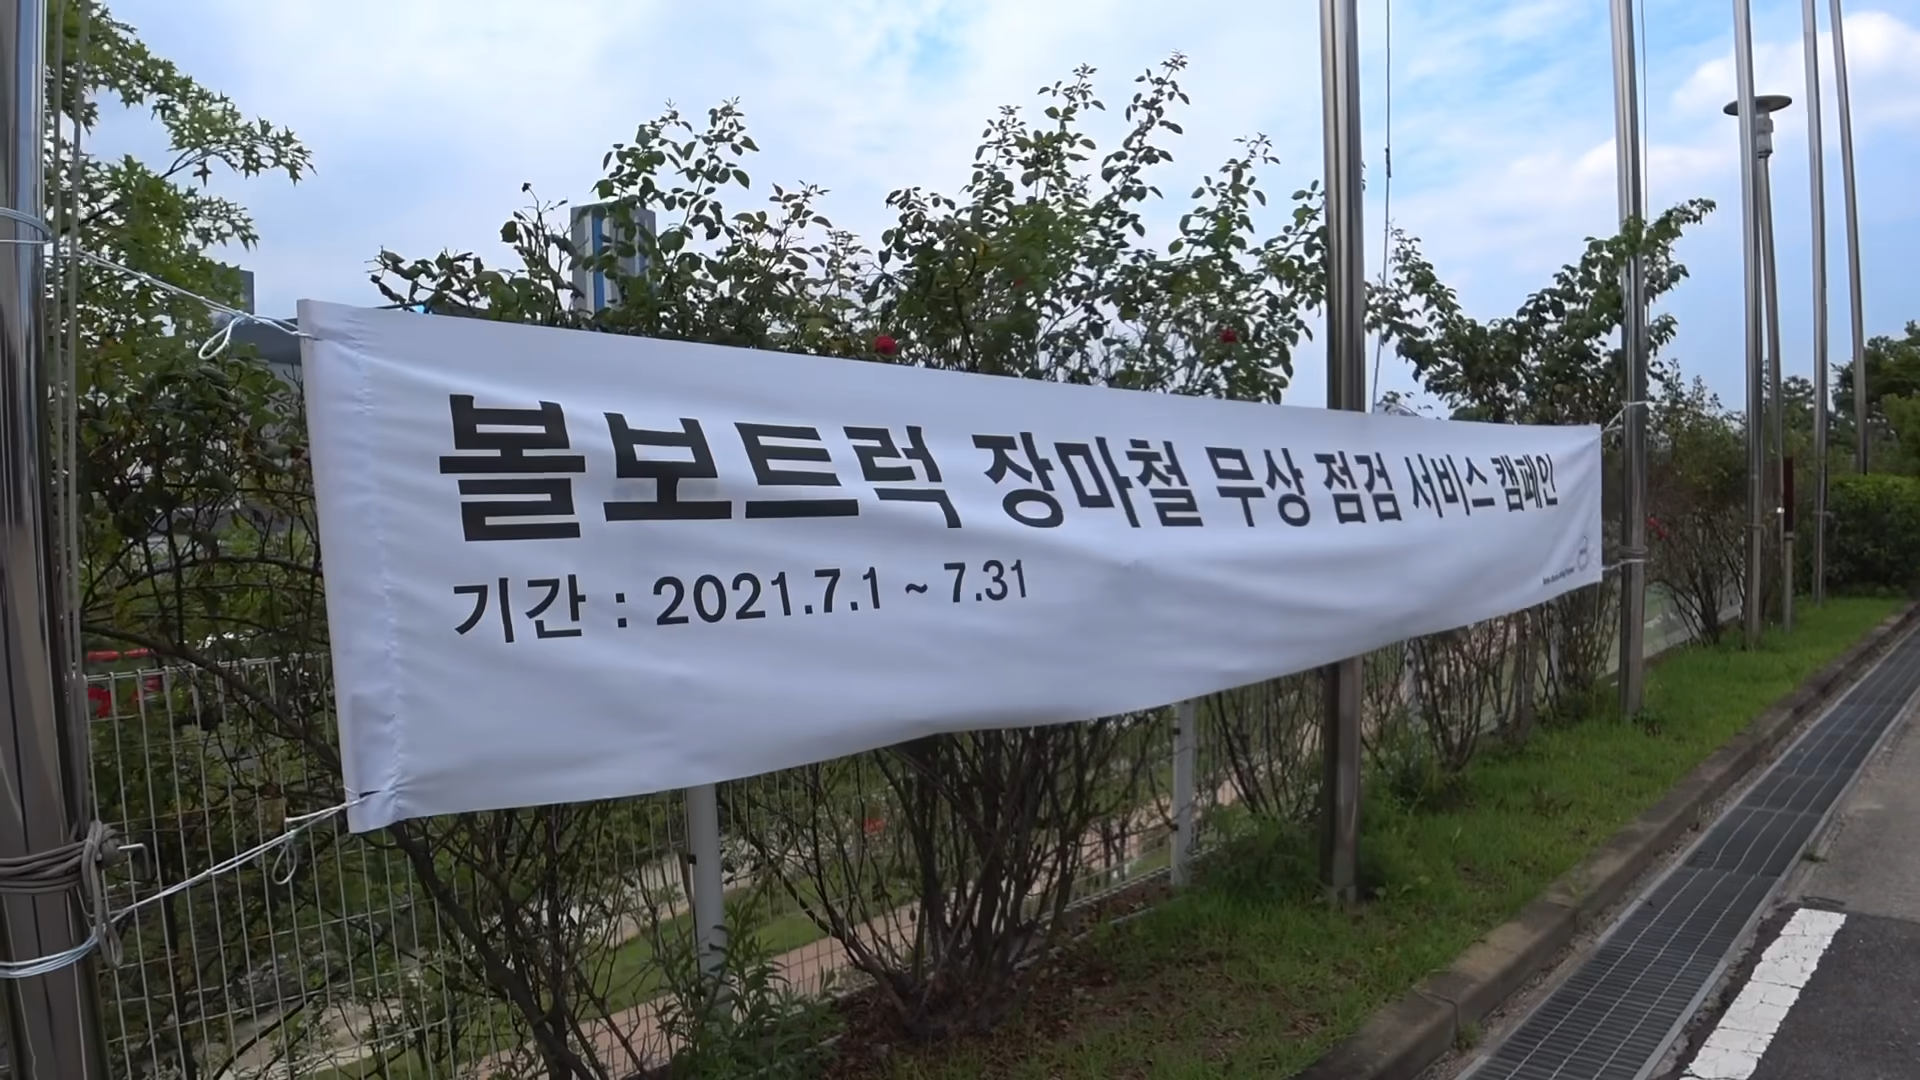 볼보트럭 장마철 무상 점검 서비스 캠페인
기간 : 2021.7.1 ~ 7.31